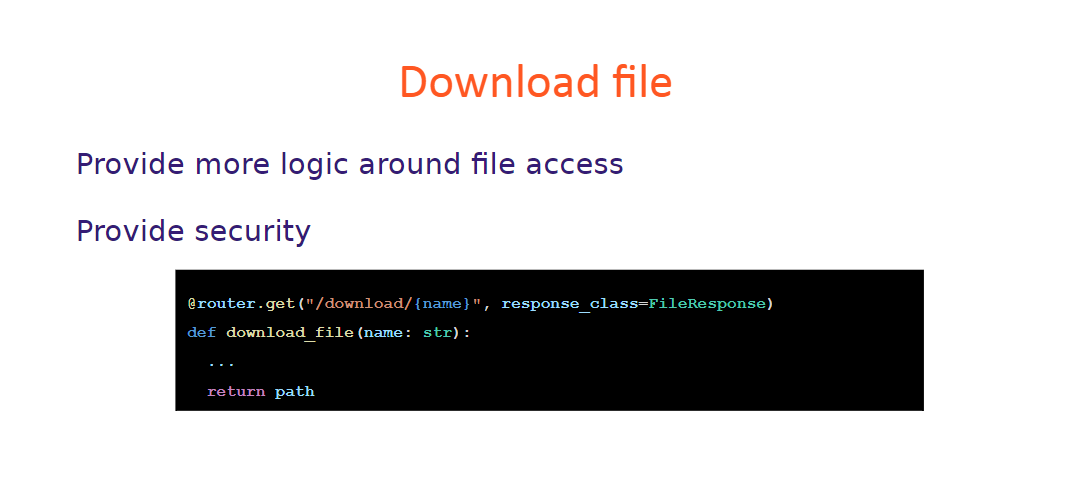 Download file
Provide more logic around file access
Provide security
@router.get("/download/{name}", response_class=FileResponse)
def download_file(name: str):
  ...
  return path